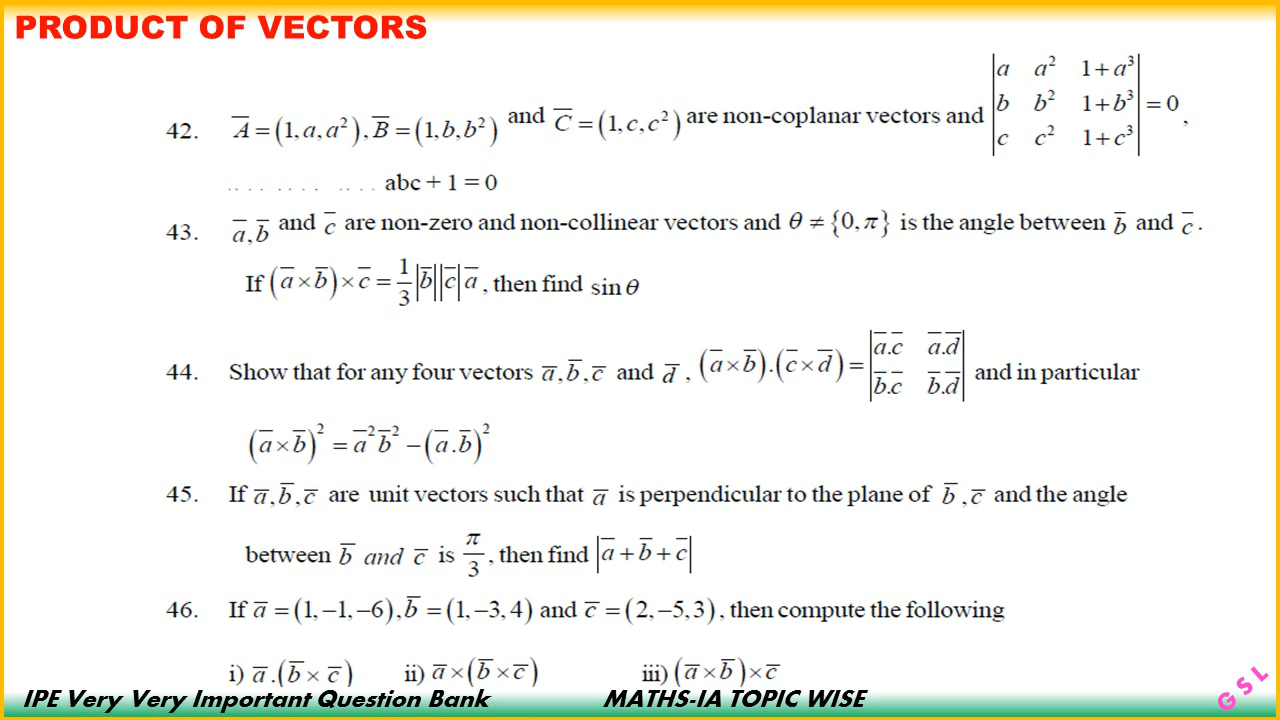 PRODUCT OF VECTORS
42. A̅ = (1, a, a²), B̅ = (1, b, b²) and C̅ = (1, c, c²) are non-coplanar vectors and |a a² 1+a³; b b² 1+b³; c c² 1+c³| = 0,
abc + 1 = 0
43. a̅, b̅ and c̅ are non-zero and non-collinear vectors and θ ≠ {0, π} is the angle between b̅ and c̅.
If (a̅ × b̅) × c̅ = 1/3 |b̅||c̅| a̅, then find sin θ
44. Show that for any four vectors a̅, b̅, c̅ and d̅, (a̅ × b̅).(c̅ × d̅) = |a̅.c̅ a̅.d̅; b̅.c̅ b̅.d̅| and in particular
(a̅ × b̅)² = a̅² b̅² − (a̅.b̅)²
45. If a̅, b̅, c̅ are unit vectors such that a̅ is perpendicular to the plane of b̅, c̅ and the angle
between b̅ and c̅ is π/3, then find |a̅ + b̅ + c̅|
46. If a̅ = (1, −1, −6), b̅ = (1, −3, 4) and c̅ = (2, −5, 3), then compute the following
i) a̅.(b̅ × c̅) ii) a̅ × (b̅ × c̅) iii) (a̅ × b̅) × c̅
IPE Very Very Important Question Bank MATHS-IA TOPIC WISE
GSL